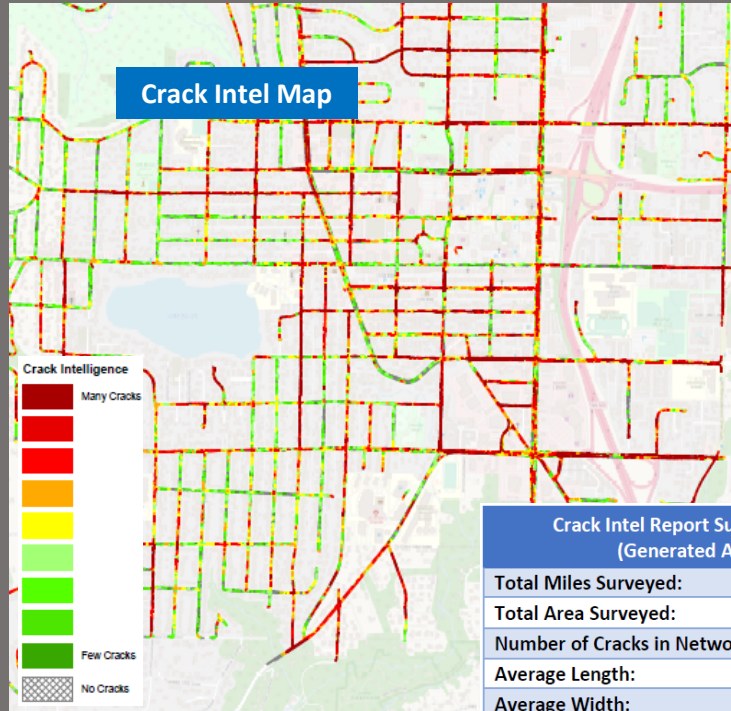 Crack Intel Map
Crack Intelligence
Many Cracks
Few Cracks
No Cracks
Crack Intel Report Su
(Generated A
Total Miles Surveyed:
Total Area Surveyed:
Number of Cracks in Netwo
Average Length:
Average Width: